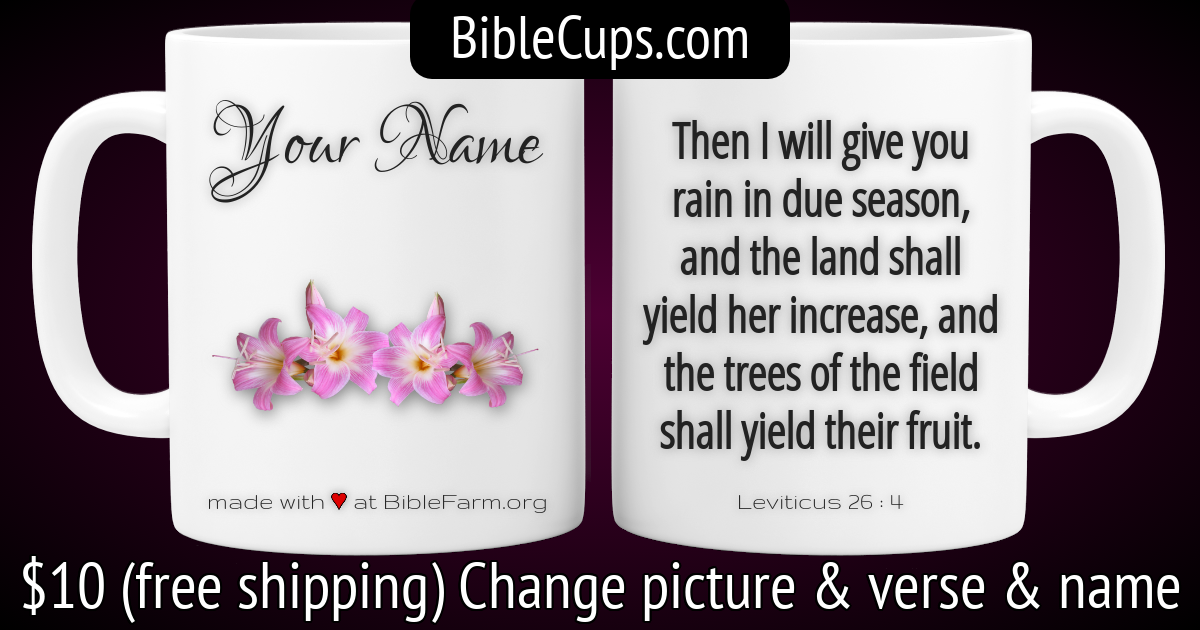 BibleCups.com
Your Name
made with ♥ at BibleFarm.org
Then I will give you
rain in due season,
and the land shall
yield her increase, and
the trees of the field
shall yield their fruit.
Leviticus 26 : 4
$10 (free shipping) Change picture & verse & name